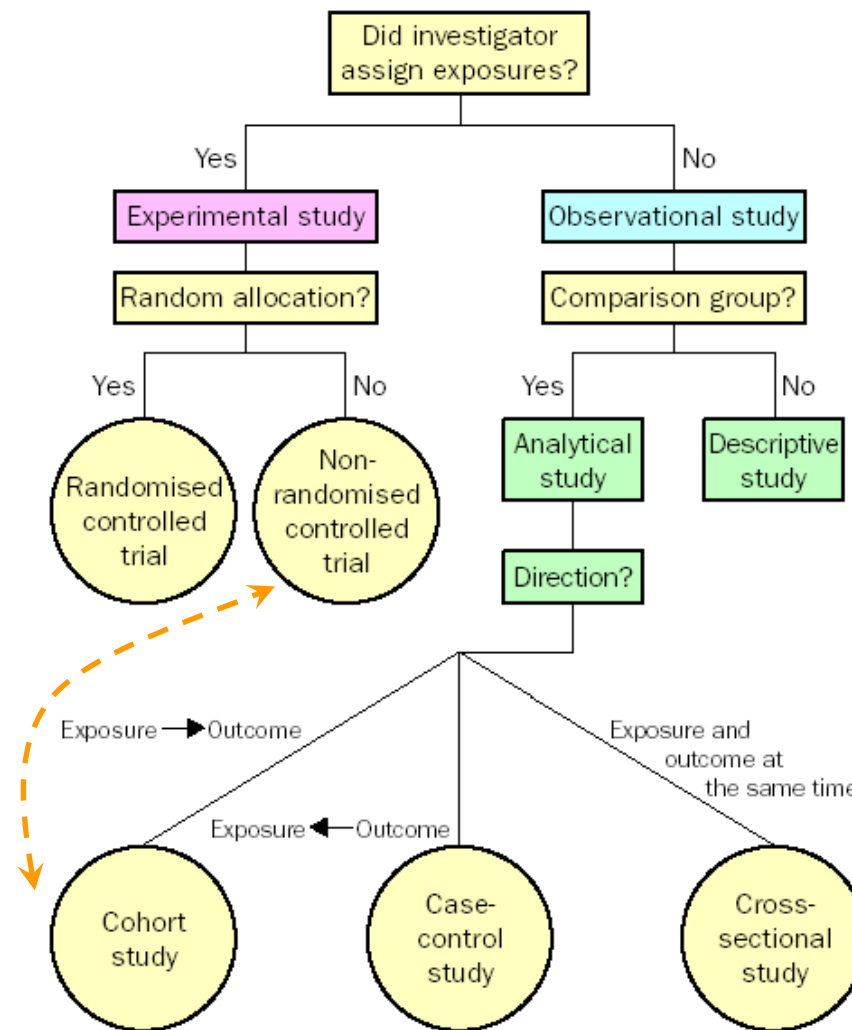 Did investigator
assign exposures?
Yes
No
Experimental study
Observational study
Random allocation?
Comparison group?
Yes
No
Yes
No
Randomised
controlled
trial
Non-
randomised
controlled
trial
Analytical
study
Descriptive
study
Direction?
Exposure
Outcome
Exposure and
outcome at
the same time
Exposure
Outcome
Cohort
study
Case-
control
study
Cross-
sectional
study